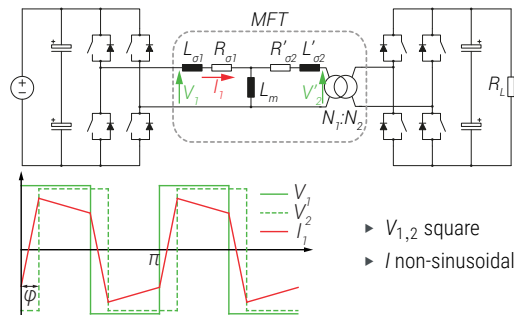 MFT
Lσ1 Rσ1 R'σ2 L'σ2
+ + + +
V1 I1 Lm V'2 RL
N1:N2
V1
V'2
I1
π
φ
▸ V1,2 square
▸ I non-sinusoidal